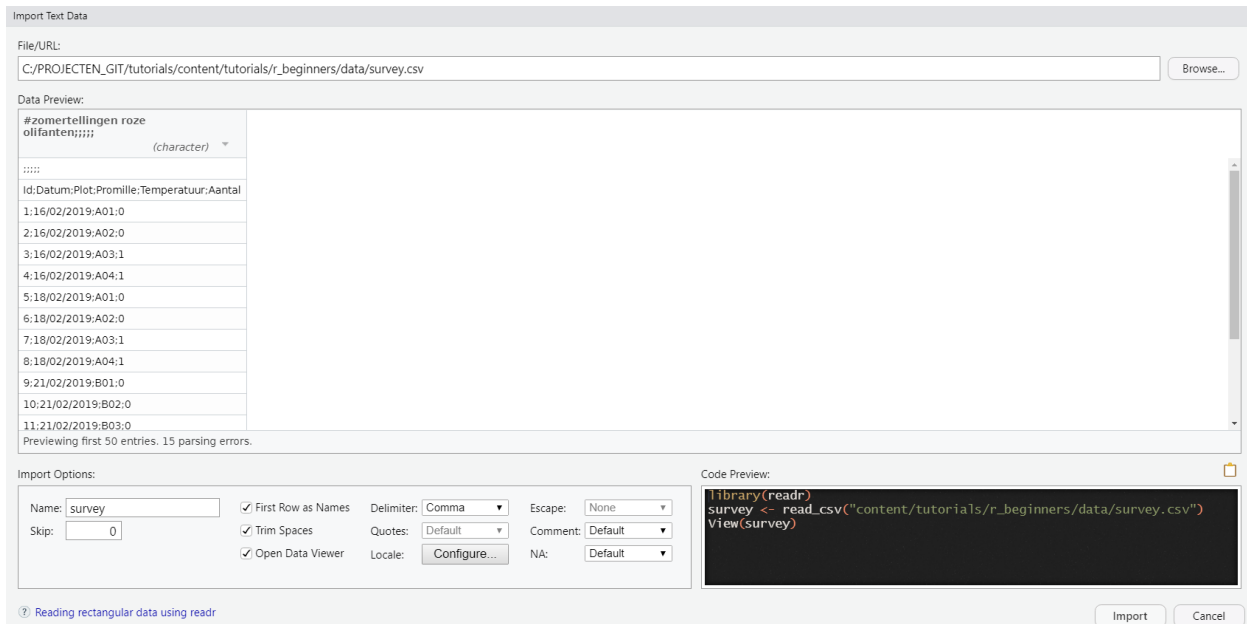 Import Text Data
File/URL:
C:/PROJECTEN_GIT/tutorials/content/tutorials/r_beginners/data/survey.csv
Browse...
Data Preview:
#zomertellingen roze
olifanten;;;;;
(character)
;;;;;
Id;Datum;Plot;Promille;Temperatuur;Aantal
1;16/02/2019;A01;0
2;16/02/2019;A02;0
3;16/02/2019;A03;1
4;16/02/2019;A04;1
5;18/02/2019;A01;0
6;18/02/2019;A02;0
7;18/02/2019;A03;1
8;18/02/2019;A04;1
9;21/02/2019;B01;0
10;21/02/2019;B02;0
11;21/02/2019;B03;0
Previewing first 50 entries. 15 parsing errors.
Import Options:
Name: survey
Skip: 0
First Row as Names
Trim Spaces
Open Data Viewer
Delimiter: Comma
Quotes: Default
Locale: Configure...
Escape: None
Comment: Default
NA: Default
Code Preview:
library(readr)
survey <- read_csv("content/tutorials/r_beginners/data/survey.csv")
View(survey)
? Reading rectangular data using readr
Import
Cancel